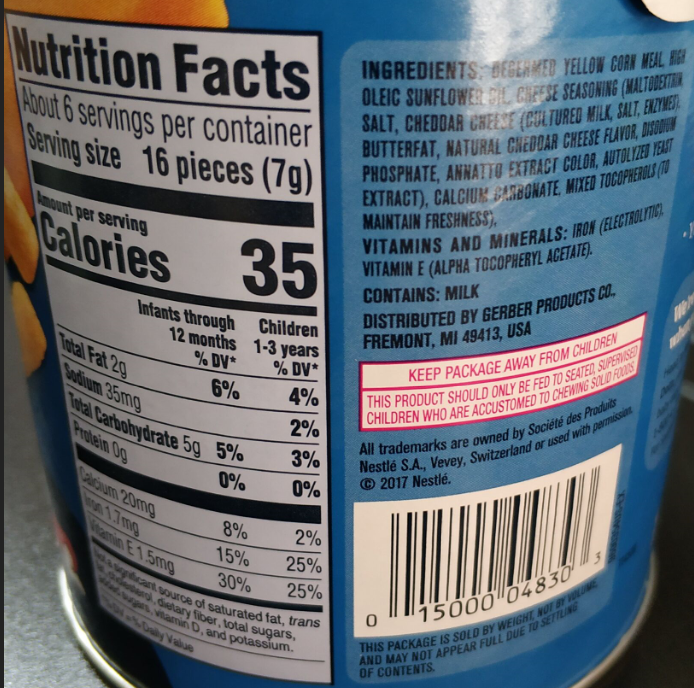 Nutrition Facts
About 6 servings per container
Serving size 16 pieces (7g)
Amount per serving
Calories 35
Infants through 12 months % DV*
Children 1-3 years % DV*
Total Fat 2g 6% 4%
Sodium 35mg 2%
Total Carbohydrate 5g 5% 3%
Protein 0g 0% 0%
Calcium 20mg 8% 2%
Iron 1.7mg 15% 25%
Vitamin E 1.5mg 30% 25%
Not a significant source of saturated fat, trans
cholesterol, dietary fiber, total sugars,
added sugars, vitamin D, and potassium.
*%DV = % Daily Value
INGREDIENTS: DEGERMED YELLOW CORN MEAL, HIGH
OLEIC SUNFLOWER OIL, CHEESE SEASONING (MALTODEXTRIN,
SALT, CHEDDAR CHEESE (CULTURED MILK, SALT, ENZYMES),
BUTTERFAT, NATURAL CHEDDAR CHEESE FLAVOR, DISODIUM
PHOSPHATE, ANNATTO EXTRACT COLOR, AUTOLYZED YEAST
EXTRACT), CALCIUM CARBONATE, MIXED TOCOPHEROLS (TO
MAINTAIN FRESHNESS),
VITAMINS AND MINERALS: IRON (ELECTROLYTIC),
VITAMIN E (ALPHA TOCOPHERYL ACETATE).
CONTAINS: MILK
DISTRIBUTED BY GERBER PRODUCTS CO.,
FREMONT, MI 49413, USA
KEEP PACKAGE AWAY FROM CHILDREN
THIS PRODUCT SHOULD ONLY BE FED TO SEATED, SUPERVISED
CHILDREN WHO ARE ACCUSTOMED TO CHEWING SOLID FOODS.
All trademarks are owned by Société des Produits
Nestlé S.A., Vevey, Switzerland or used with permission.
© 2017 Nestlé.
0 15000 04830 3
THIS PACKAGE IS SOLD BY WEIGHT, NOT BY VOLUME,
AND MAY NOT APPEAR FULL DUE TO SETTLING
OF CONTENTS.